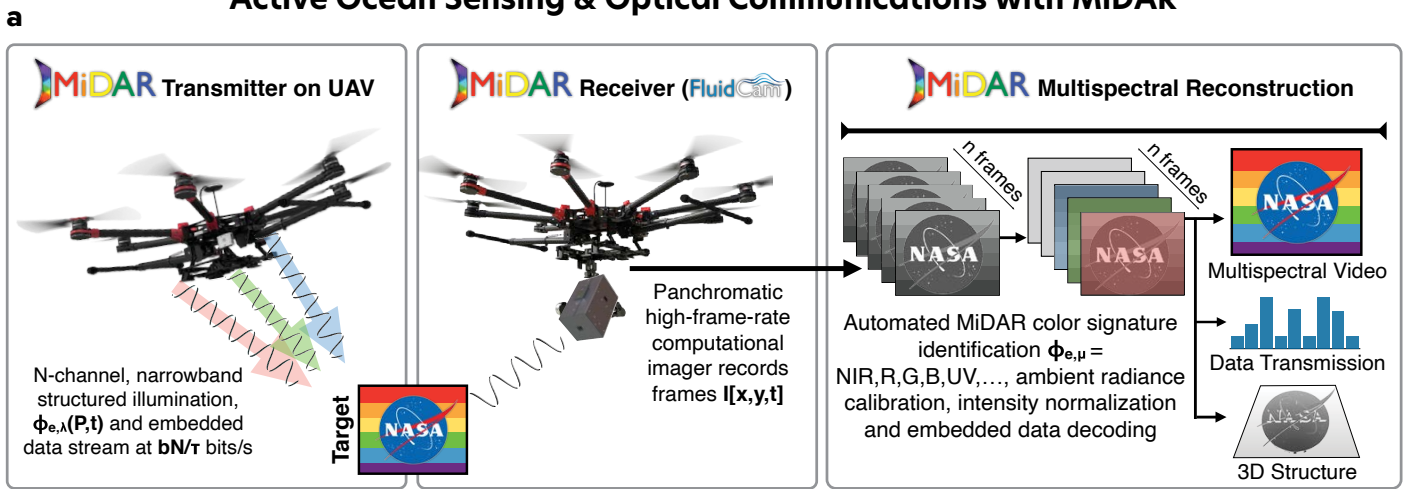 Active Ocean Sensing & Optical Communications with MiDAR
a
MiDAR Transmitter on UAV
N-channel, narrowband
structured illumination,
ϕe,λ(P,t) and embedded
data stream at bN/τ bits/s
Target
NASA
MiDAR Receiver (FluidCam)
Panchromatic
high-frame-rate
computational
imager records
frames I[x,y,t]
MiDAR Multispectral Reconstruction
n frames
n frames
NASA
NASA
NASA
Multispectral Video
Automated MiDAR color signature
identification ϕe,μ =
NIR,R,G,B,UV,…, ambient radiance
calibration, intensity normalization
and embedded data decoding
Data Transmission
NASA
3D Structure